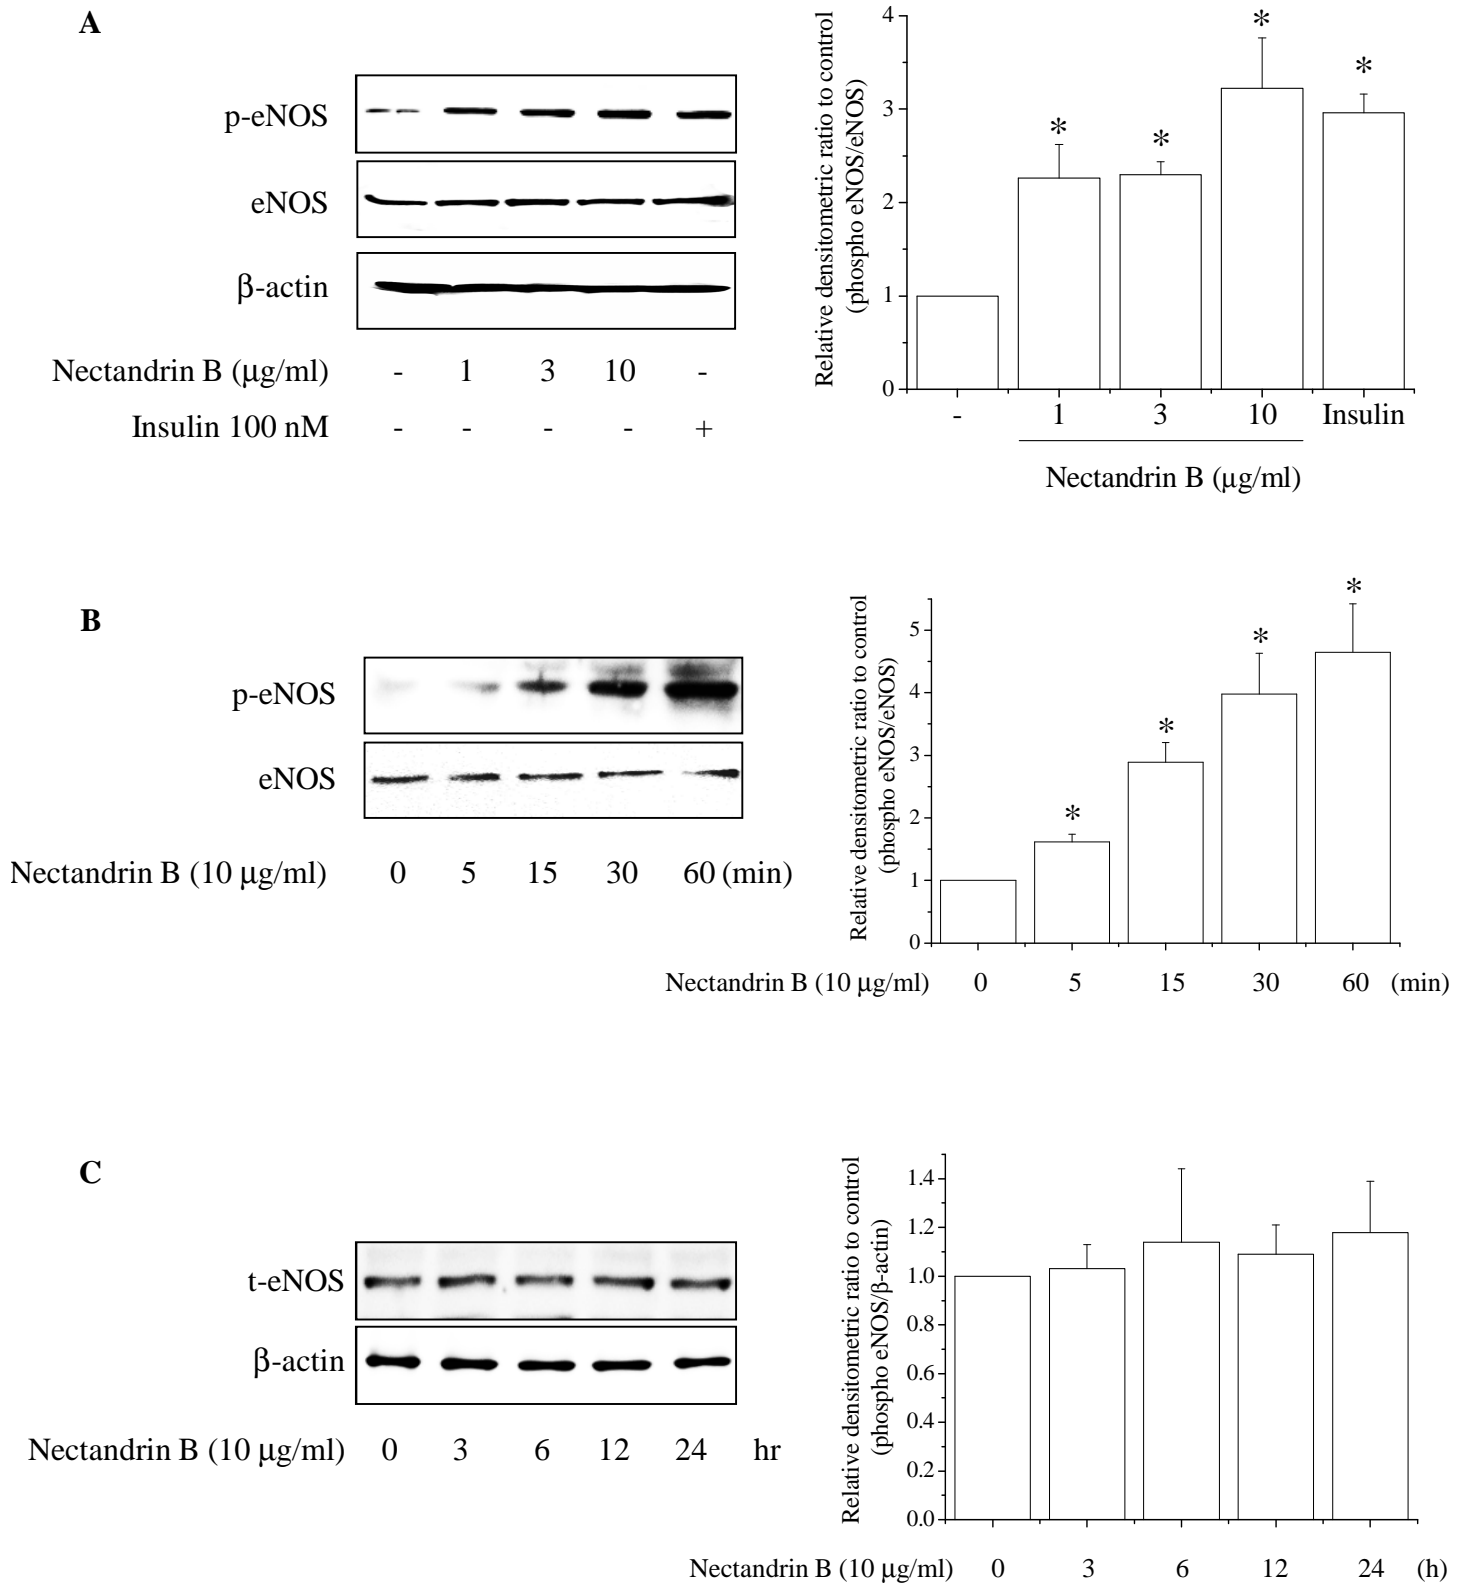 A
p-eNOS
eNOS
β-actin
Nectandrin B (μg/ml) - 1 3 10 -
Insulin 100 nM - - - - +
Relative densitometric ratio to control
(phospho eNOS/eNOS)
4
3
2
1
0
* * * *
- 1 3 10 Insulin
Nectandrin B (μg/ml)
B
p-eNOS
eNOS
Nectandrin B (10 μg/ml) 0 5 15 30 60 (min)
Relative densitometric ratio to control
(phospho eNOS/eNOS)
5
4
3
2
1
0
* * * *
Nectandrin B (10 μg/ml) 0 5 15 30 60 (min)
C
t-eNOS
β-actin
Nectandrin B (10 μg/ml) 0 3 6 12 24 hr
Relative densitometric ratio to control
(phospho eNOS/β-actin)
1.4
1.2
1.0
0.8
0.6
0.4
0.2
0.0
Nectandrin B (10 μg/ml) 0 3 6 12 24 (h)